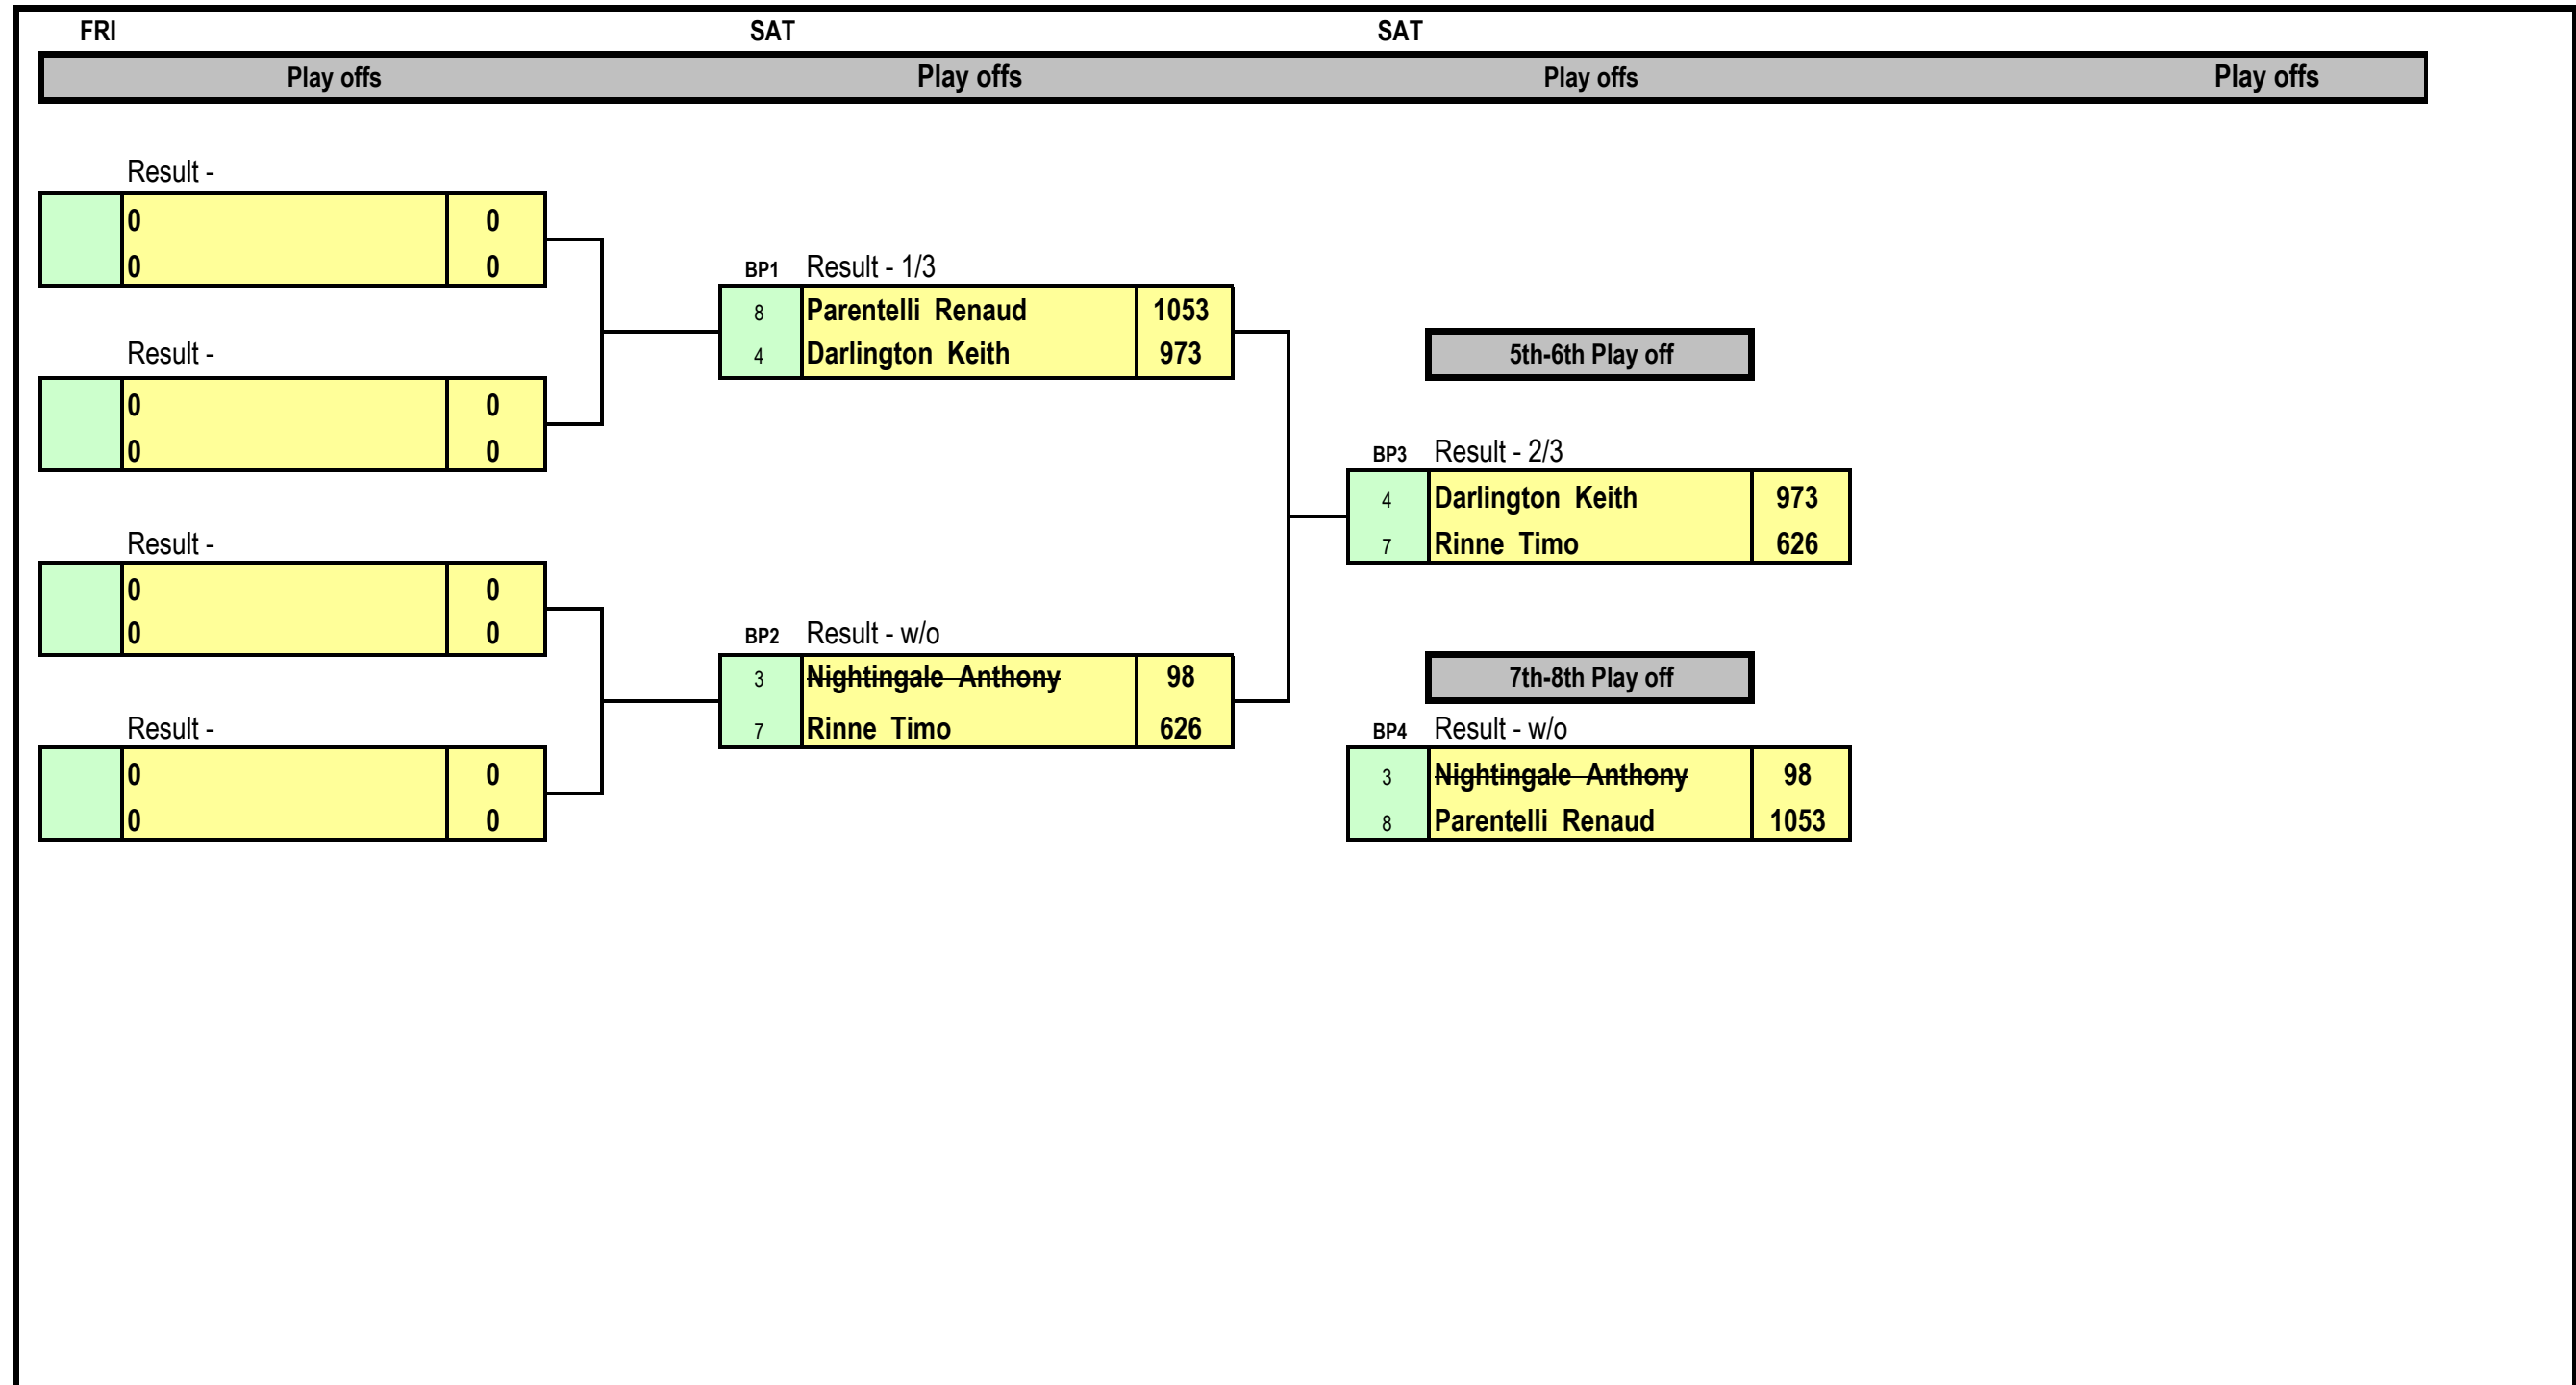 FRI SAT SAT
Play offs Play offs Play offs Play offs
Result -
0 0
0 0
Result -
0 0
0 0
Result -
0 0
0 0
Result -
0 0
0 0
BP1 Result - 1/3
8 Parentelli Renaud 1053
4 Darlington Keith 973
BP2 Result - w/o
3 Nightingale Anthony 98
7 Rinne Timo 626
5th-6th Play off
BP3 Result - 2/3
4 Darlington Keith 973
7 Rinne Timo 626
7th-8th Play off
BP4 Result - w/o
3 Nightingale Anthony 98
8 Parentelli Renaud 1053